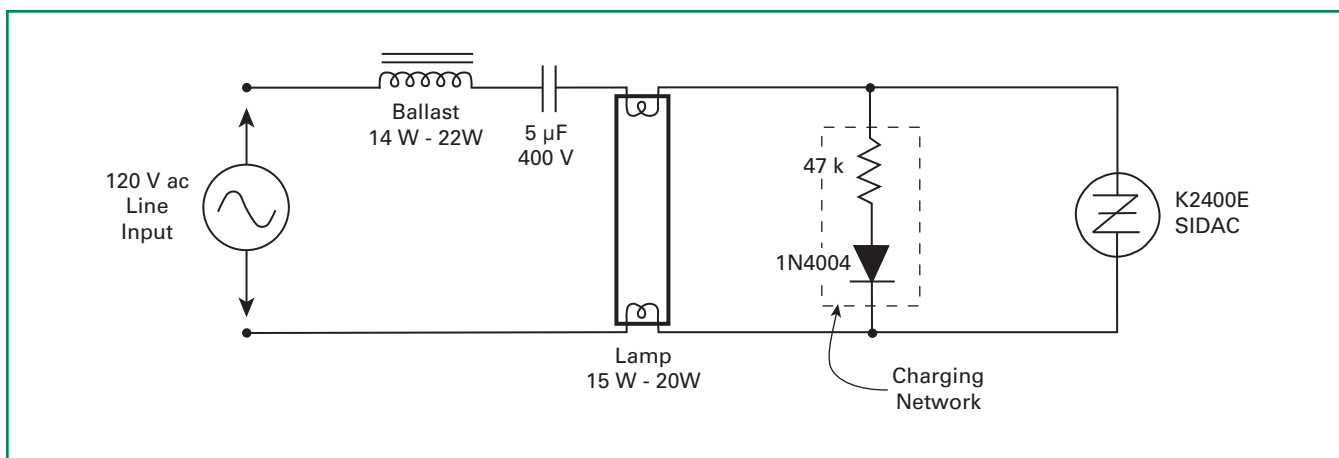 120 V ac
Line
Input
Ballast
14 W - 22W
5 µF
400 V
Lamp
15 W - 20W
47 k
1N4004
Charging
Network
K2400E
SIDAC